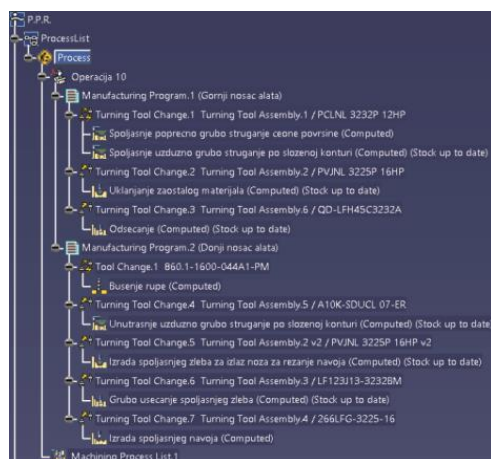 P.P.R.
ProcessList
Process
Operacija 10
Manufacturing Program.1 (Gornji nosac alata)
Turning Tool Change.1 Turning Tool Assembly.1 / PCLNL 3232P 12HP
Spoljasnje poprecno grubo struganje ceone povrsine (Computed)
Spoljasnje uzduzno grubo struganje po slozenoj konturi (Computed) (Stock up to date)
Turning Tool Change.2 Turning Tool Assembly.2 / PVJNL 3225P 16HP
Uklanjanje zaostalog materijala (Computed) (Stock up to date)
Turning Tool Change.3 Turning Tool Assembly.6 / QD-LFH45C3232A
Odsecanje (Computed) (Stock up to date)
Manufacturing Program.2 (Donji nosac alata)
Tool Change.1 860.1-1600-044A1-PM
Busenje rupe (Computed)
Turning Tool Change.4 Turning Tool Assembly.5 / A10K-SDUCL 07-ER
Unutrasnje uzduzno grubo struganje po slozenoj konturi (Computed) (Stock up to date
Turning Tool Change.5 Turning Tool Assembly.2 v2 / PVJNL 3225P 16HP v2
Izrada spoljasnjeg zleba za izlaz noza za rezanje navoja (Computed) (Stock up to date)
Turning Tool Change.6 Turning Tool Assembly.3 / LF123J13-3232BM
Grubo usecanje spoljasnjeg zleba (Computed) (Stock up to date)
Turning Tool Change.7 Turning Tool Assembly.4 / 266LFG-3225-16
Izrada spoljasnjeg navoja (Computed)
Machining Process List.1